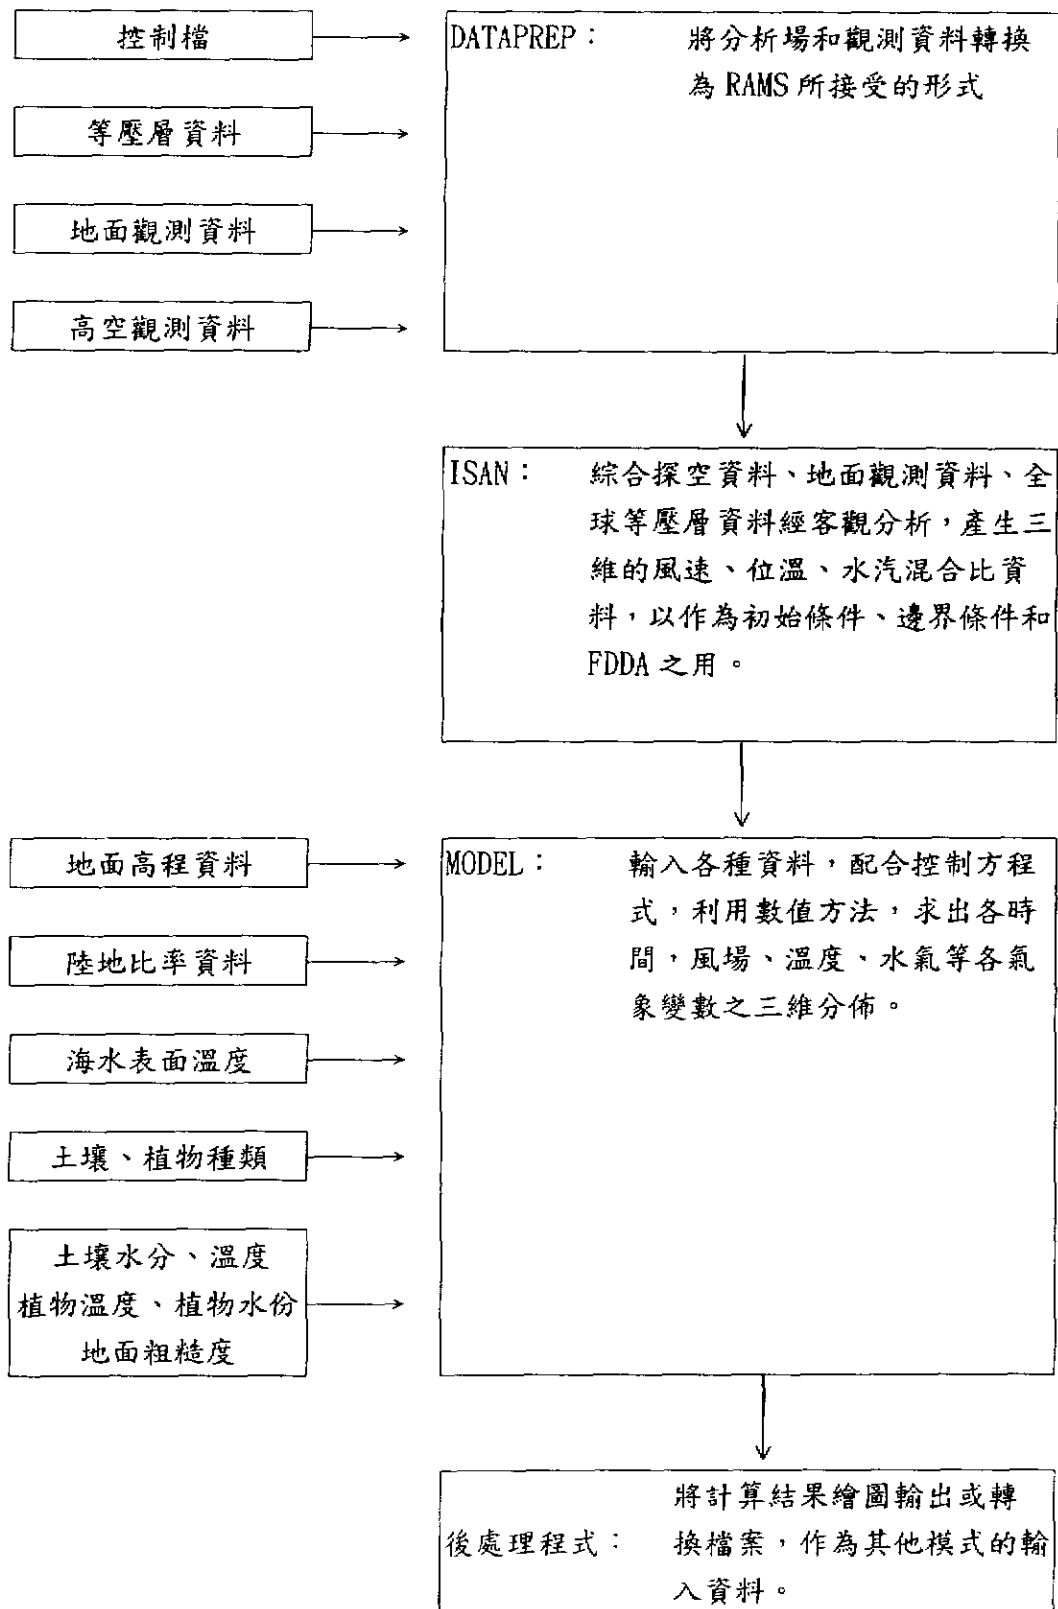 控制檔
等壓層資料
地面觀測資料
高空觀測資料
DATAPREP： 將分析場和觀測資料轉換
為 RAMS 所接受的形式
ISAN： 綜合探空資料、地面觀測資料、全
球等壓層資料經客觀分析，產生三
維的風速、位溫、水汽混合比資
料，以作為初始條件、邊界條件和
FDDA 之用。
地面高程資料
陸地比率資料
海水表面溫度
土壤、植物種類
土壤水分、溫度
植物溫度、植物水份
地面粗糙度
MODEL： 輸入各種資料，配合控制方程
式，利用數值方法，求出各時
間，風場、溫度、水氣等各氣
象變數之三維分佈。
後處理程式： 將計算結果繪圖輸出或轉
換檔案，作為其他模式的輸
入資料。